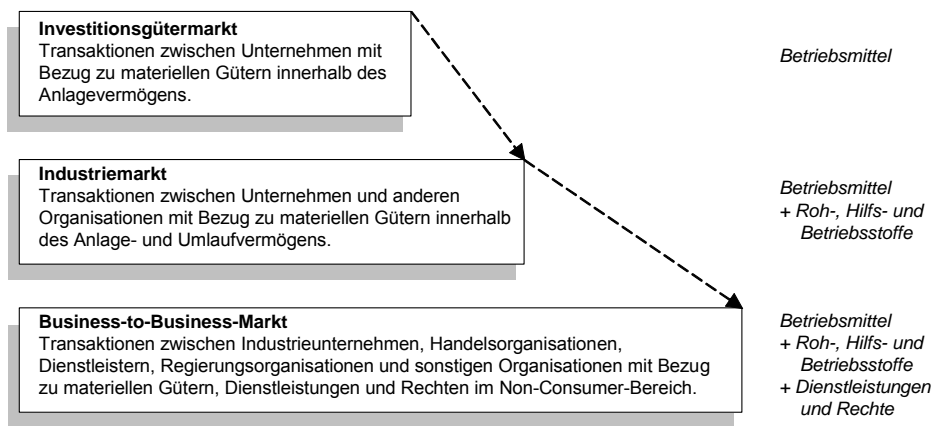 Investitionsgütermarkt
Transaktionen zwischen Unternehmen mit
Bezug zu materiellen Gütern innerhalb des
Anlagevermögens.
Betriebsmittel
Industriemarkt
Transaktionen zwischen Unternehmen und anderen
Organisationen mit Bezug zu materiellen Gütern innerhalb
des Anlage- und Umlaufvermögens.
Betriebsmittel
+ Roh-, Hilfs- und
Betriebsstoffe
Business-to-Business-Markt
Transaktionen zwischen Industrieunternehmen, Handelsorganisationen,
Dienstleistern, Regierungsorganisationen und sonstigen Organisationen mit Bezug
zu materiellen Gütern, Dienstleistungen und Rechten im Non-Consumer-Bereich.
Betriebsmittel
+ Roh-, Hilfs- und
Betriebsstoffe
+ Dienstleistungen
und Rechte